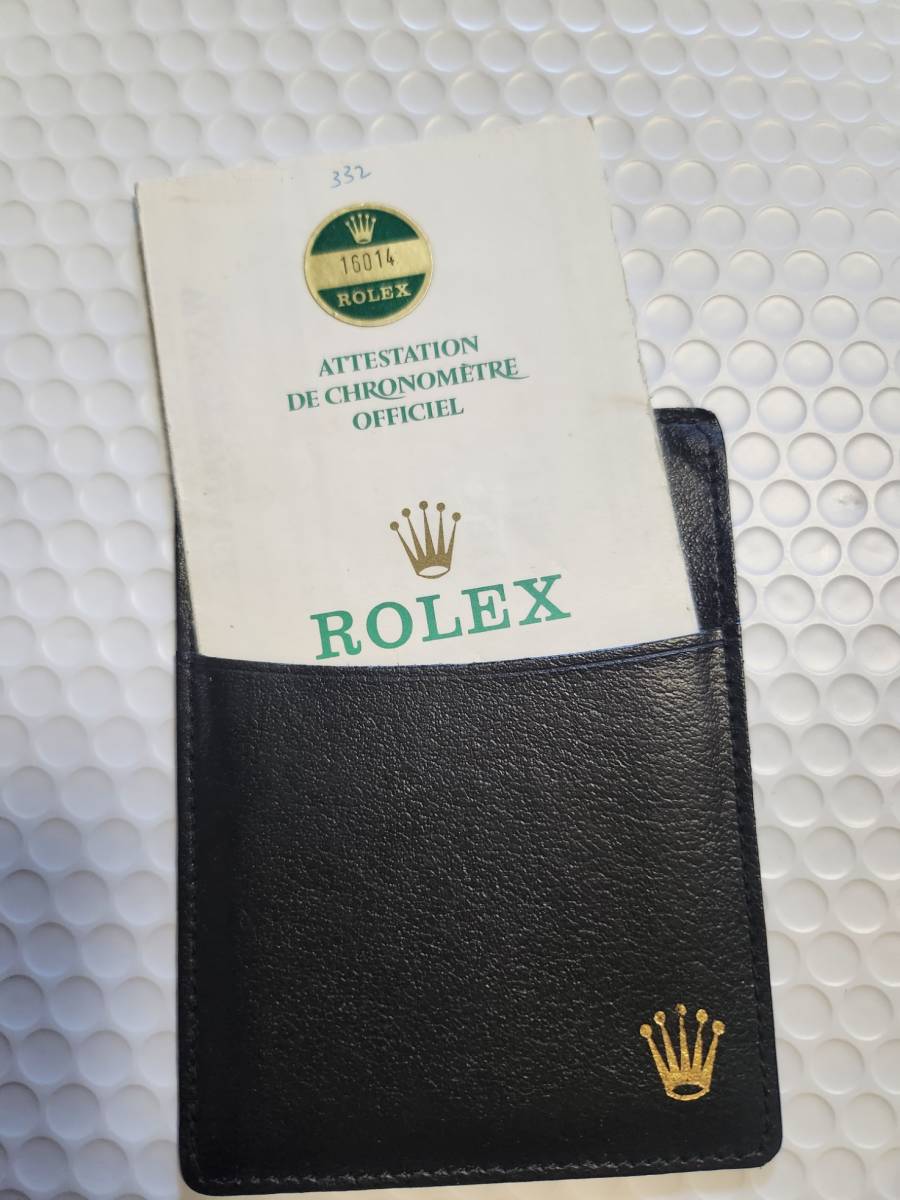 332
16014
ROLEX
ATTESTATION
DE CHRONOMÈTRE
OFFICIEL
ROLEX